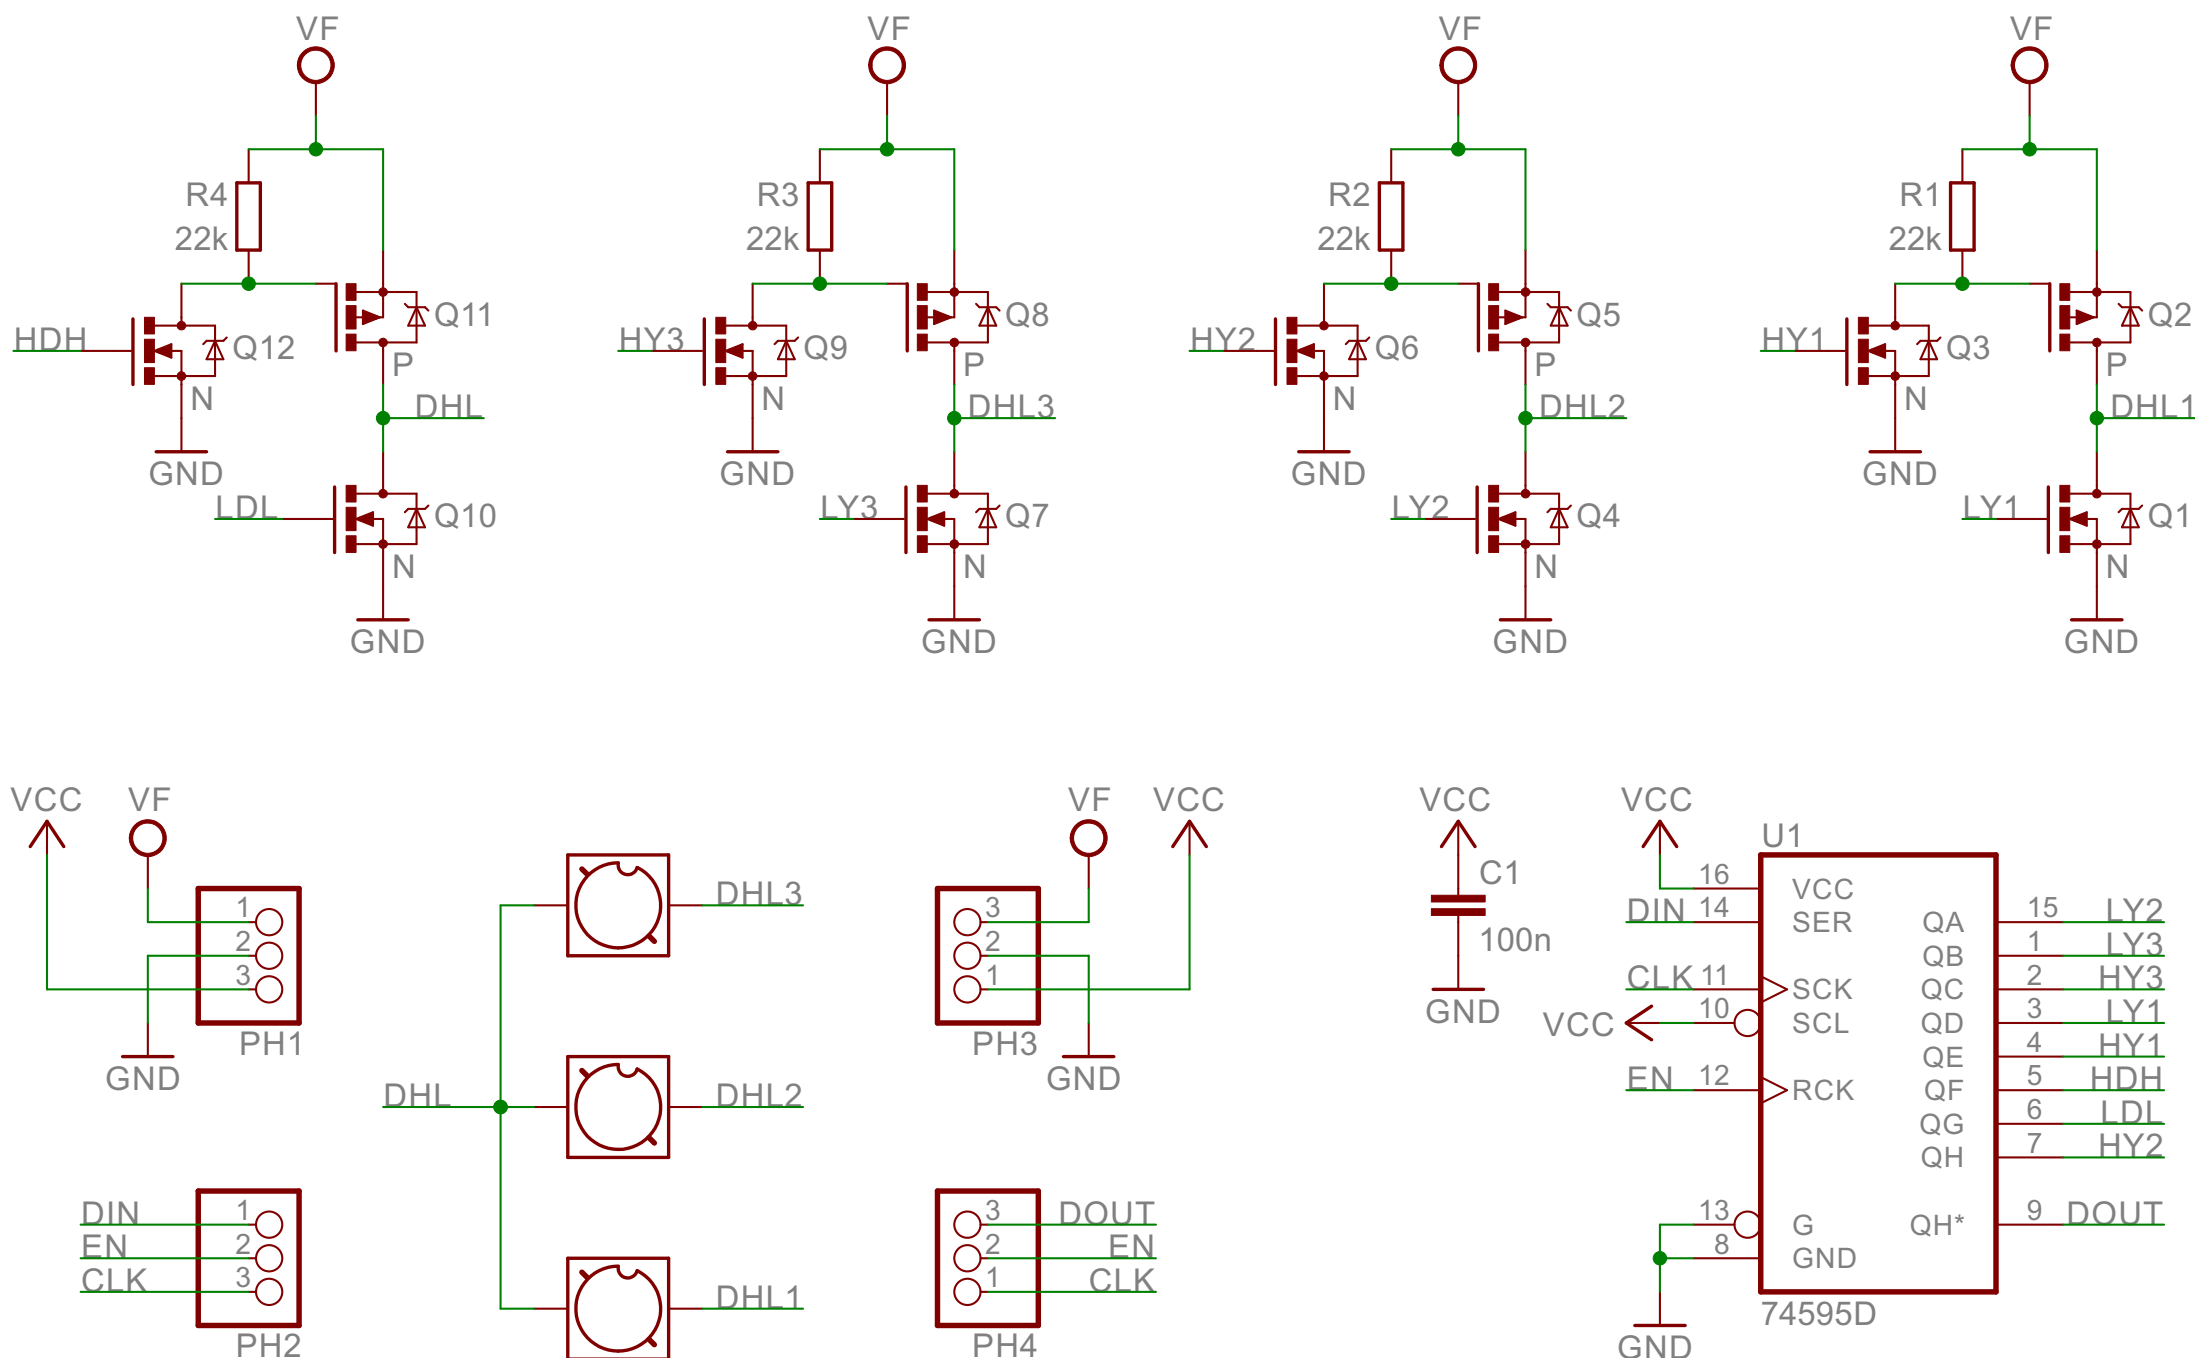 VF VF VF VF
R4 R3 R2 R1
22k 22k 22k 22k
Q11 Q8 Q5 Q2
HDH Q12 HY3 Q9 HY2 Q6 HY1 Q3
P P P P
N N N N
DHL DHL3 DHL2 DHL1
GND GND GND GND
LDL Q10 LY3 Q7 LY2 Q4 LY1 Q1
N N N N
GND GND GND GND
VCC VF VF VCC VCC VCC
U1
C1
100n
GND
1
2
3
PH1
GND
DHL3
DHL
DHL2
DHL1
3
2
1
PH3
GND
DIN 1
EN 2
CLK 3
PH2
3 DOUT
2 EN
1 CLK
PH4
16 VCC
DIN 14 SER
CLK 11 SCK
VCC 10 SCL
EN 12 RCK
13 G
8 GND
QA 15 LY2
QB 1 LY3
QC 2 HY3
QD 3 LY1
QE 4 HY1
QF 5 HDH
QG 6 LDL
QH 7 HY2
QH* 9 DOUT
74595D
GND